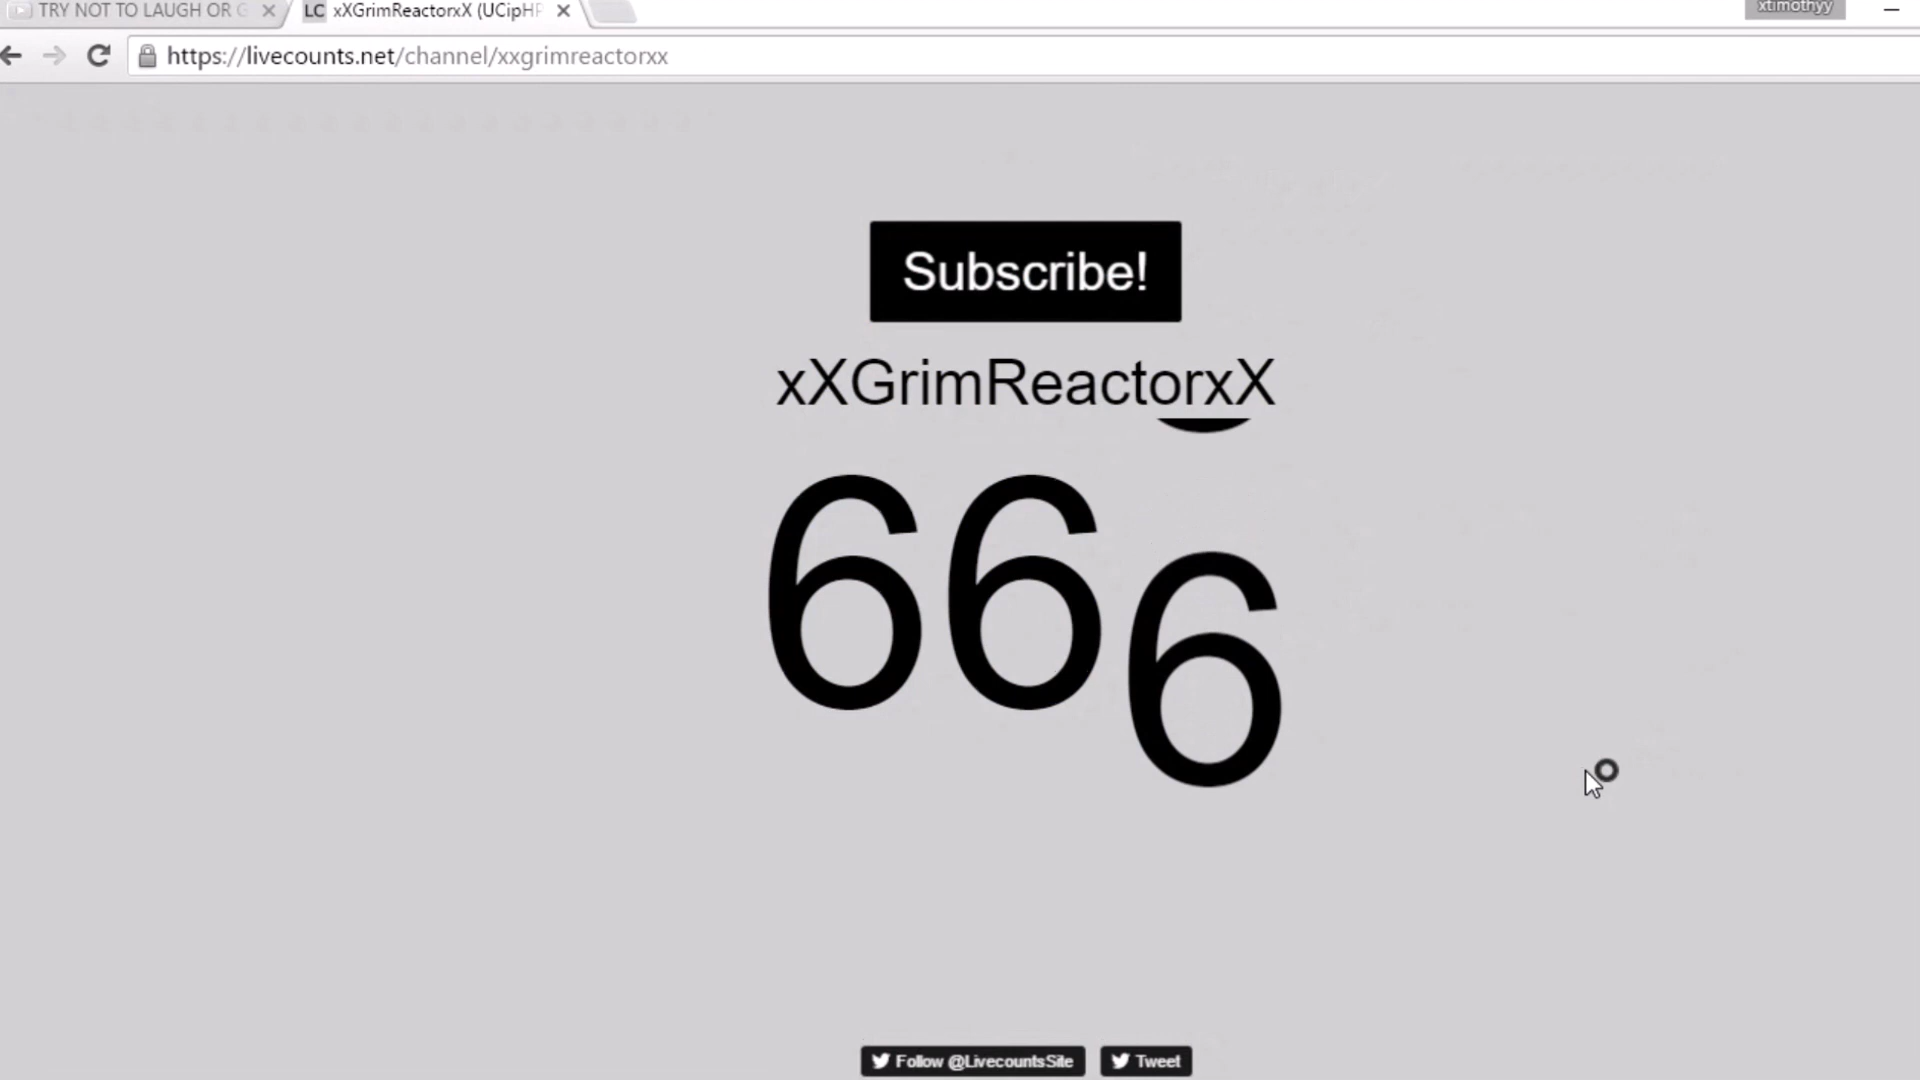 TRY NOT TO LAUGH OR G
LC xXGrimReactorxX (UCipHP
xtimothyy
https://livecounts.net/channel/xxgrimreactorxx
Subscribe!
xXGrimReactorxX
666
Follow @LivecountsSite
Tweet